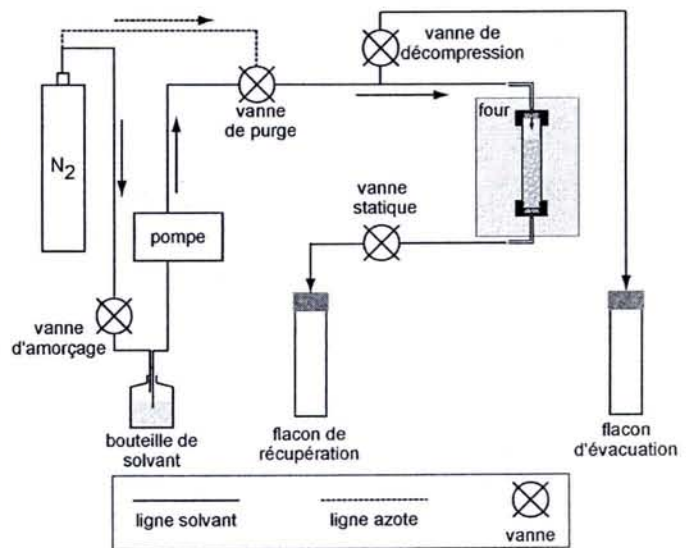 vanne de
décompression
vanne
de purge
four
N2
vanne
statique
pompe
vanne
d'amorçage
bouteille de
solvant
flacon de
récupération
flacon
d'évacuation
ligne solvant
ligne azote
vanne